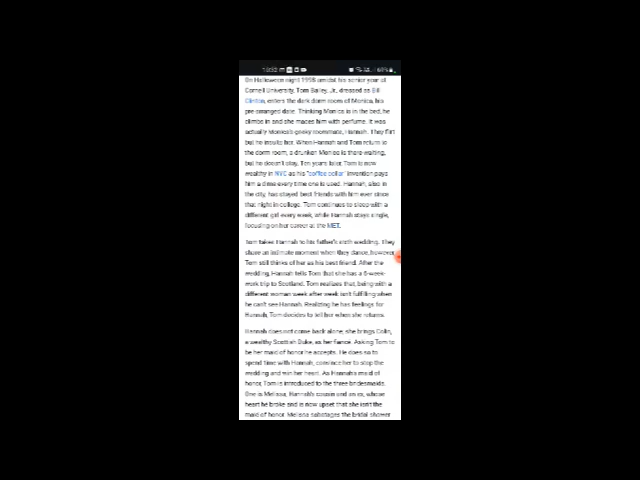 On Halloween night 1998 amidst his senior year of
Cornell University, Tom Bailey, Jr., dressed as Bill
Clinton, enters the dark dorm room of Monica, his
pre-arranged date. Thinking Monica is in the bed, he
climbs in and she maces him with perfume. It was
actually Monica's geeky roommate, Hannah. They flirt
but he insults her. When Hannah and Tom return to
the dorm room, a drunken Monica is there waiting,
but he doesn't stay. Ten years later, Tom is now
wealthy in NYC as his "coffee collar" invention pays
him a dime every time one is used. Hannah, also in
the city, has stayed best friends with him ever since
that night in college. Tom continues to sleep with a
different girl every week, while Hannah stays single,
focusing on her career at the MET.
Tom takes Hannah to his father's sixth wedding. They
share an intimate moment when they dance, however
Tom still thinks of her as his best friend. After the
wedding, Hannah tells Tom that she has a 6-week-
work trip to Scotland. Tom realizes that, being with a
different woman week after week isn't fulfilling when
he can't see Hannah. Realizing he has feelings for
Hannah, Tom decides to tell her when she returns.
Hannah does not come back alone; she brings Colin,
a wealthy Scottish Duke, as her fiancé. Asking Tom to
be her maid of honor he accepts. He does so to
spend time with Hannah, convince her to stop the
wedding and win her heart. As Hannah's maid of
honor, Tom is introduced to the three bridesmaids.
One is Melissa, Hannah's cousin and an ex, whose
heart he broke and is now upset that she isn't the
maid of honor. Melissa sabotages the bridal shower